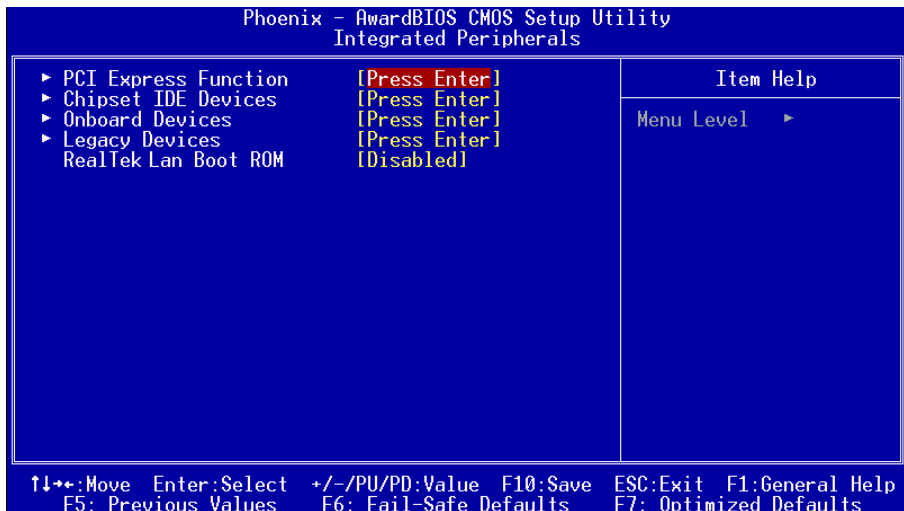 Phoenix - AwardBIOS CMOS Setup Utility
Integrated Peripherals
► PCI Express Function [Press Enter]
► Chipset IDE Devices [Press Enter]
► Onboard Devices [Press Enter]
► Legacy Devices [Press Enter]
RealTek Lan Boot ROM [Disabled]
Item Help
Menu Level ►
↑↓→←:Move Enter:Select +/-/PU/PD:Value F10:Save ESC:Exit F1:General Help
F5: Previous Values F6: Fail-Safe Defaults F7: Optimized Defaults